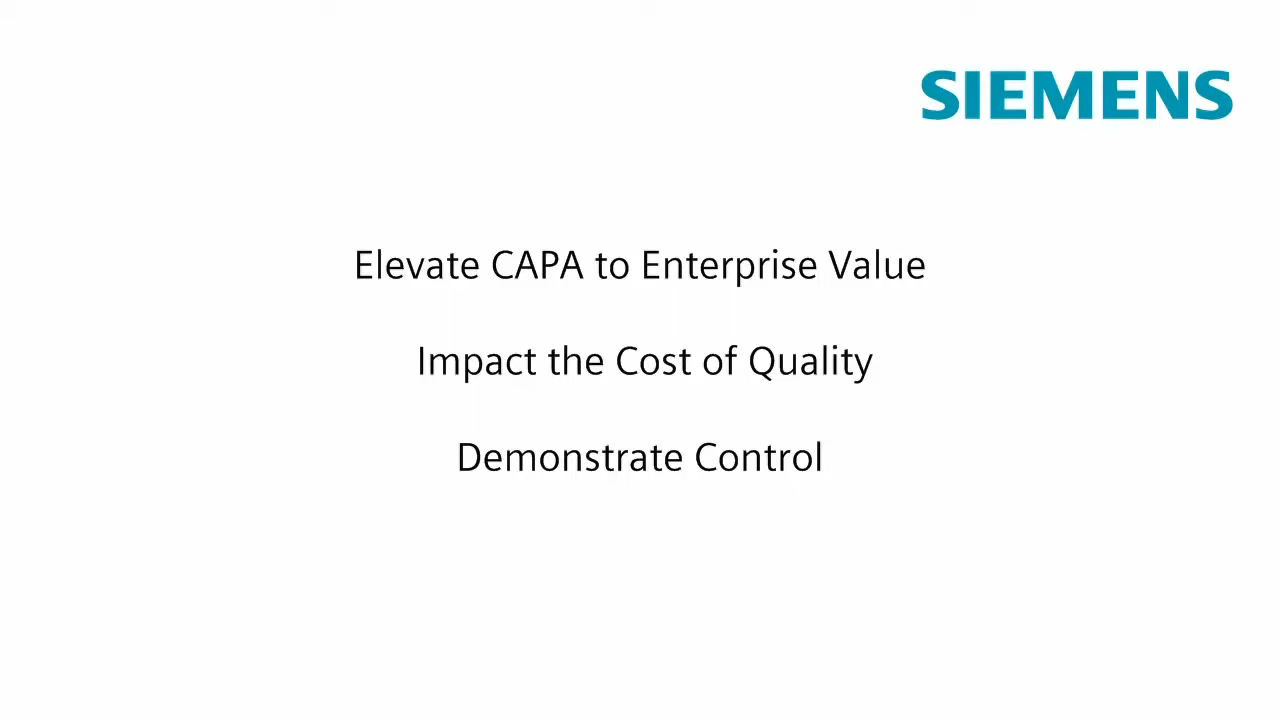 SIEMENS
Elevate CAPA to Enterprise Value
Impact the Cost of Quality
Demonstrate Control